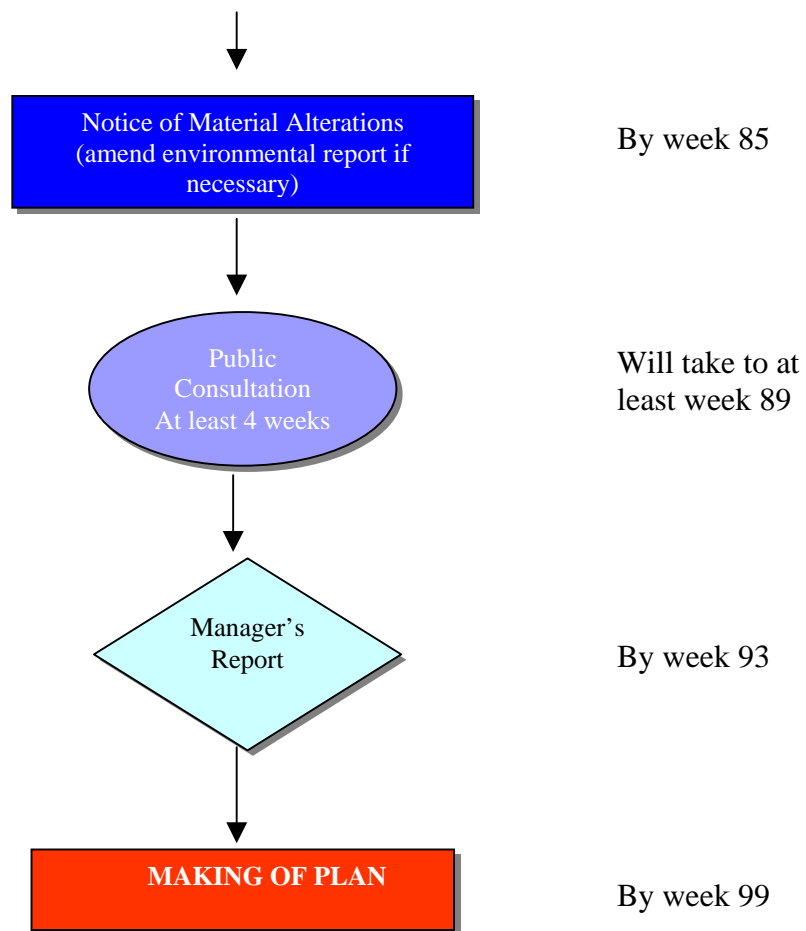 Notice of Material Alterations
(amend environmental report if
necessary)
By week 85
Public
Consultation
At least 4 weeks
Will take to at
least week 89
Manager’s
Report
By week 93
MAKING OF PLAN
By week 99